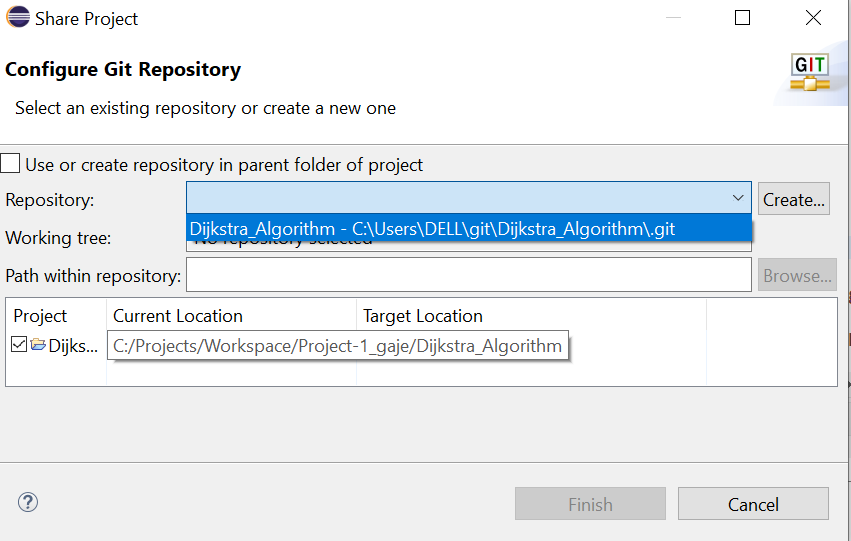 Share Project
Configure Git Repository
GIT
Select an existing repository or create a new one
Use or create repository in parent folder of project
Repository:
Create...
Dijkstra_Algorithm - C:\Users\DELL\git\Dijkstra_Algorithm\.git
Working tree:
No repository selected
Path within repository:
Browse...
Project Current Location Target Location
Dijks... C:/Projects/Workspace/Project-1_gaje/Dijkstra_Algorithm
Finish Cancel